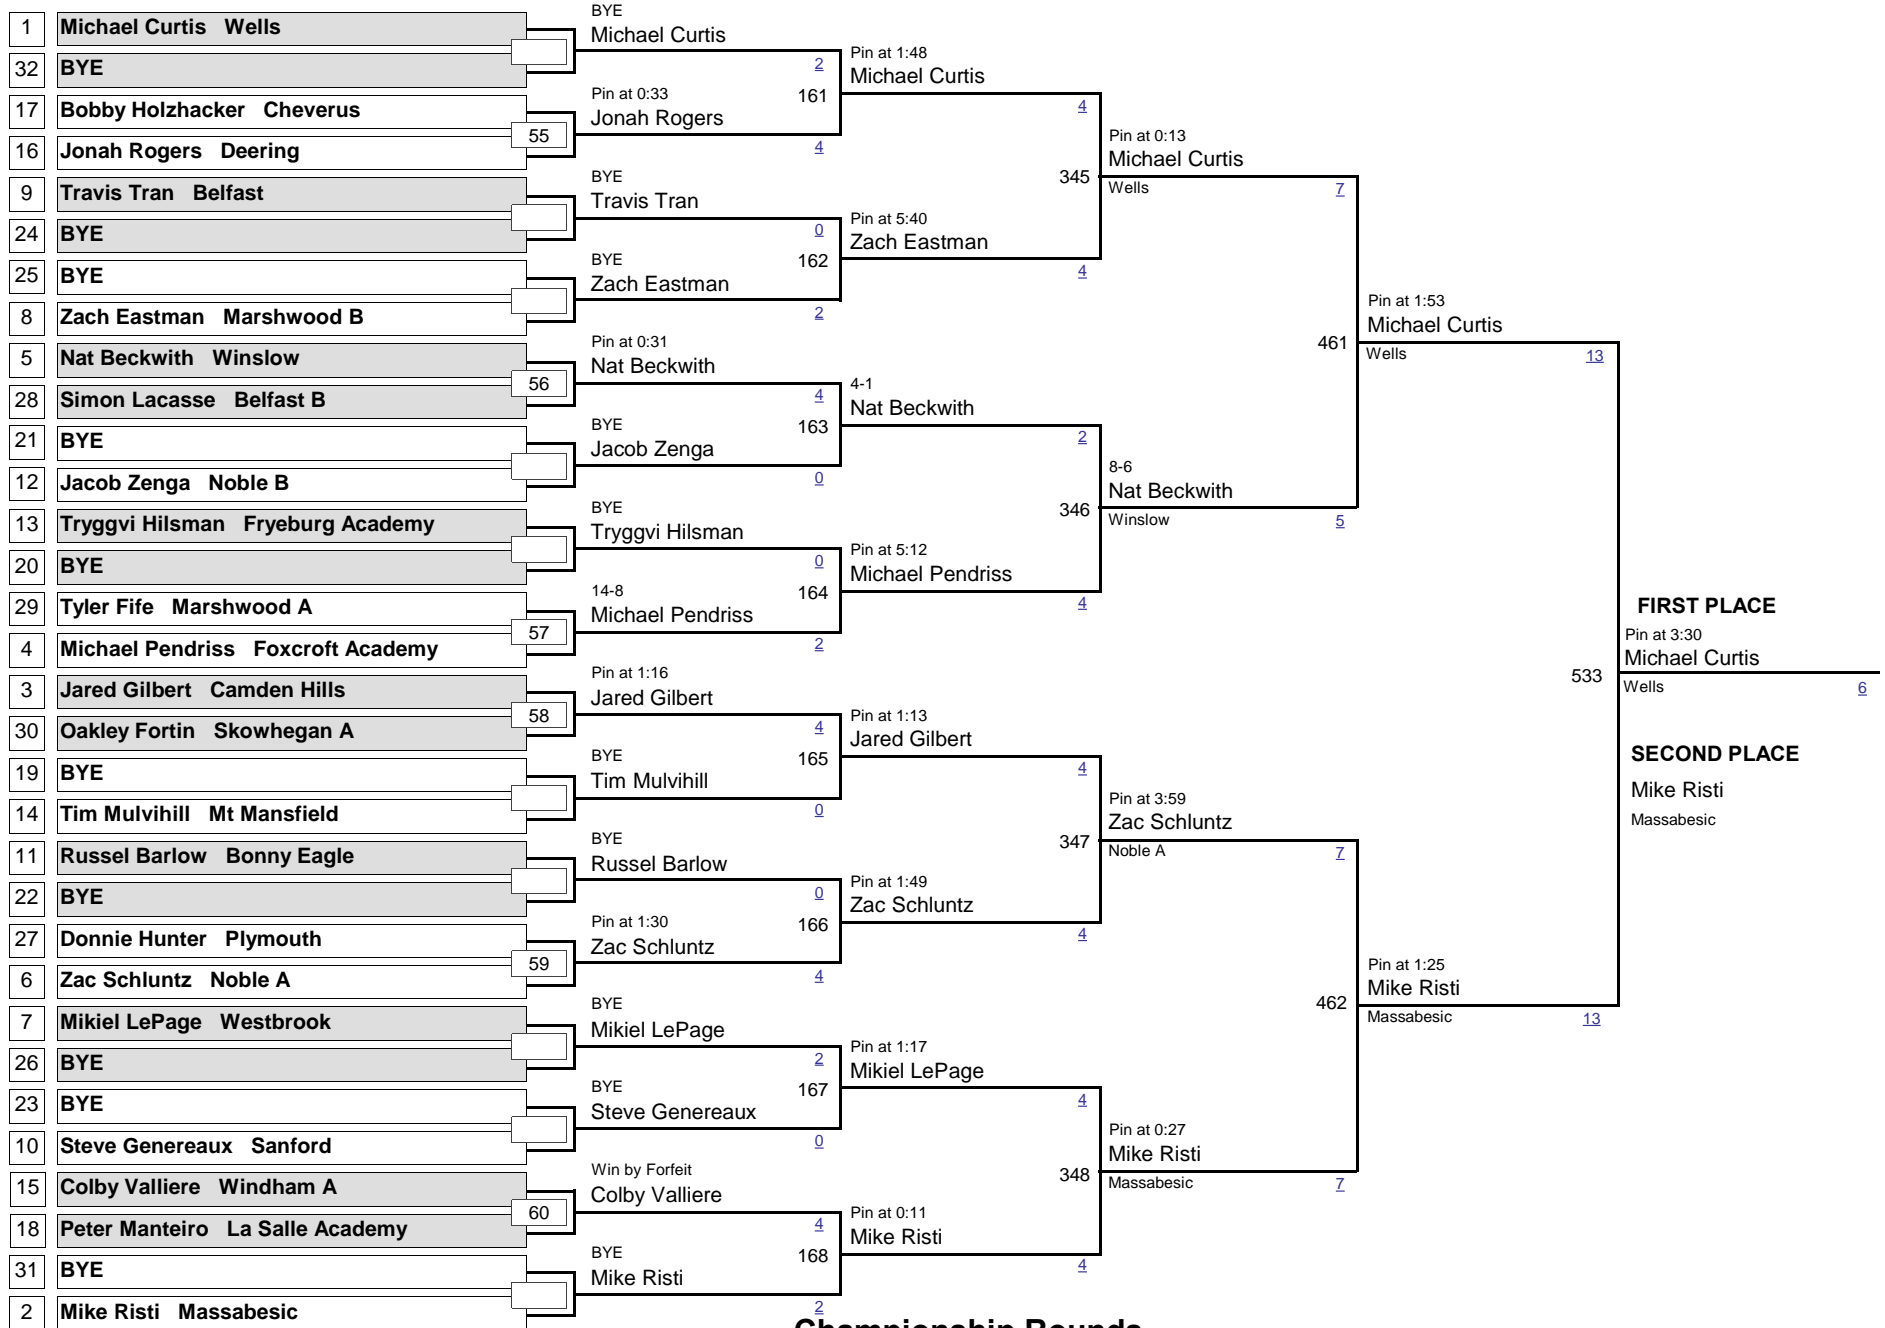 1 Michael Curtis Wells
32 BYE
17 Bobby Holzhacker Cheverus
16 Jonah Rogers Deering
9 Travis Tran Belfast
24 BYE
25 BYE
8 Zach Eastman Marshwood B
5 Nat Beckwith Winslow
28 Simon Lacasse Belfast B
21 BYE
12 Jacob Zenga Noble B
13 Tryggvi Hilsman Fryeburg Academy
20 BYE
29 Tyler Fife Marshwood A
4 Michael Pendriss Foxcroft Academy
3 Jared Gilbert Camden Hills
30 Oakley Fortin Skowhegan A
19 BYE
14 Tim Mulvihill Mt Mansfield
11 Russel Barlow Bonny Eagle
22 BYE
27 Donnie Hunter Plymouth
6 Zac Schluntz Noble A
7 Mikiel LePage Westbrook
26 BYE
23 BYE
10 Steve Genereaux Sanford
15 Colby Valliere Windham A
18 Peter Manteiro La Salle Academy
31 BYE
2 Mike Risti Massabesic
55
56
57
58
59
60
BYE
Michael Curtis
2
161
Pin at 0:33
Jonah Rogers
4
BYE
Travis Tran
0
162
BYE
Zach Eastman
2
Pin at 0:31
Nat Beckwith
4
163
BYE
Jacob Zenga
0
BYE
Tryggvi Hilsman
0
164
14-8
Michael Pendriss
2
Pin at 1:16
Jared Gilbert
4
165
BYE
Tim Mulvihill
0
BYE
Russel Barlow
0
166
Pin at 1:30
Zac Schluntz
4
BYE
Mikiel LePage
2
167
BYE
Steve Genereaux
0
Win by Forfeit
Colby Valliere
4
168
BYE
Mike Risti
2
Pin at 1:48
Michael Curtis
4
345
Pin at 5:40
Zach Eastman
4
4-1
Nat Beckwith
2
346
Pin at 5:12
Michael Pendriss
4
Pin at 1:13
Jared Gilbert
4
347
Pin at 1:49
Zac Schluntz
4
Pin at 1:17
Mikiel LePage
4
348
Pin at 0:11
Mike Risti
4
Pin at 0:13
Michael Curtis
Wells
7
461
8-6
Nat Beckwith
Winslow
5
Pin at 3:59
Zac Schluntz
Noble A
7
462
Pin at 0:27
Mike Risti
Massabesic
7
Pin at 1:53
Michael Curtis
Wells
13
533
Pin at 1:25
Mike Risti
Massabesic
13
FIRST PLACE
Pin at 3:30
Michael Curtis
Wells
6
SECOND PLACE
Mike Risti
Massabesic
Championship Rounds